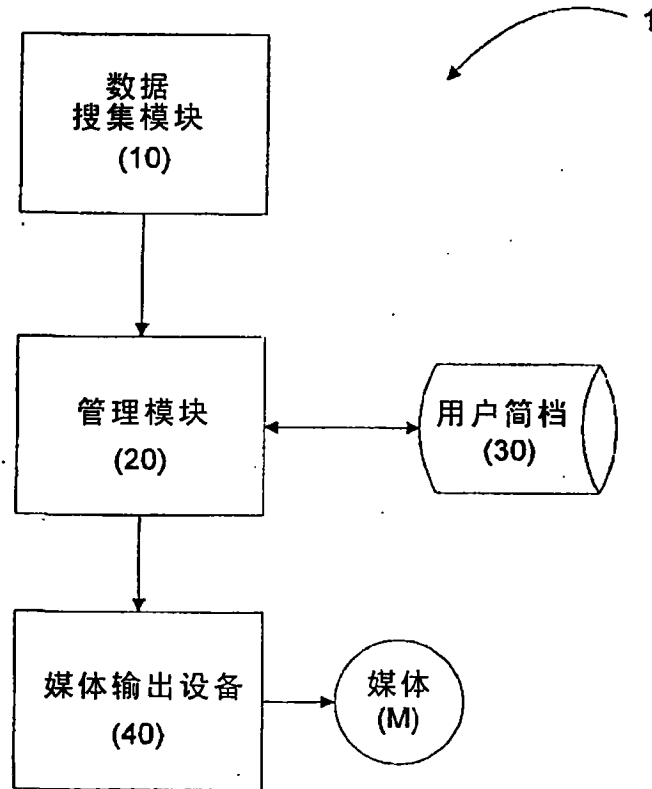 数据
搜集模块
(10)
管理模块
(20)
用户简档
(30)
媒体输出设备
(40)
媒体
(M)